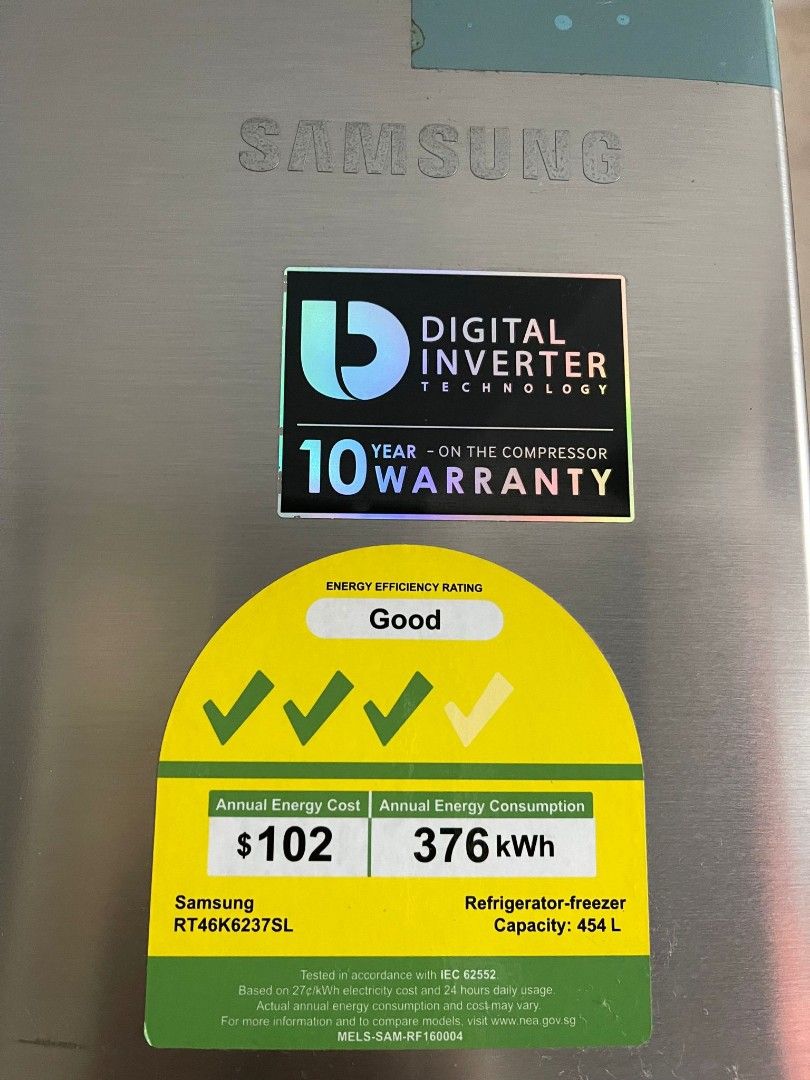 SAMSUNG
DIGITAL
INVERTER
TECHNOLOGY
10 YEAR - ON THE COMPRESSOR
WARRANTY
ENERGY EFFICIENCY RATING
Good
Annual Energy Cost Annual Energy Consumption
$102 376 kWh
Samsung Refrigerator-freezer
RT46K6237SL Capacity: 454 L
Tested in accordance with IEC 62552.
Based on 27¢/kWh electricity cost and 24 hours daily usage.
Actual annual energy consumption and cost may vary.
For more information and to compare models, visit www.nea.gov.sg
MELS-SAM-RF160004